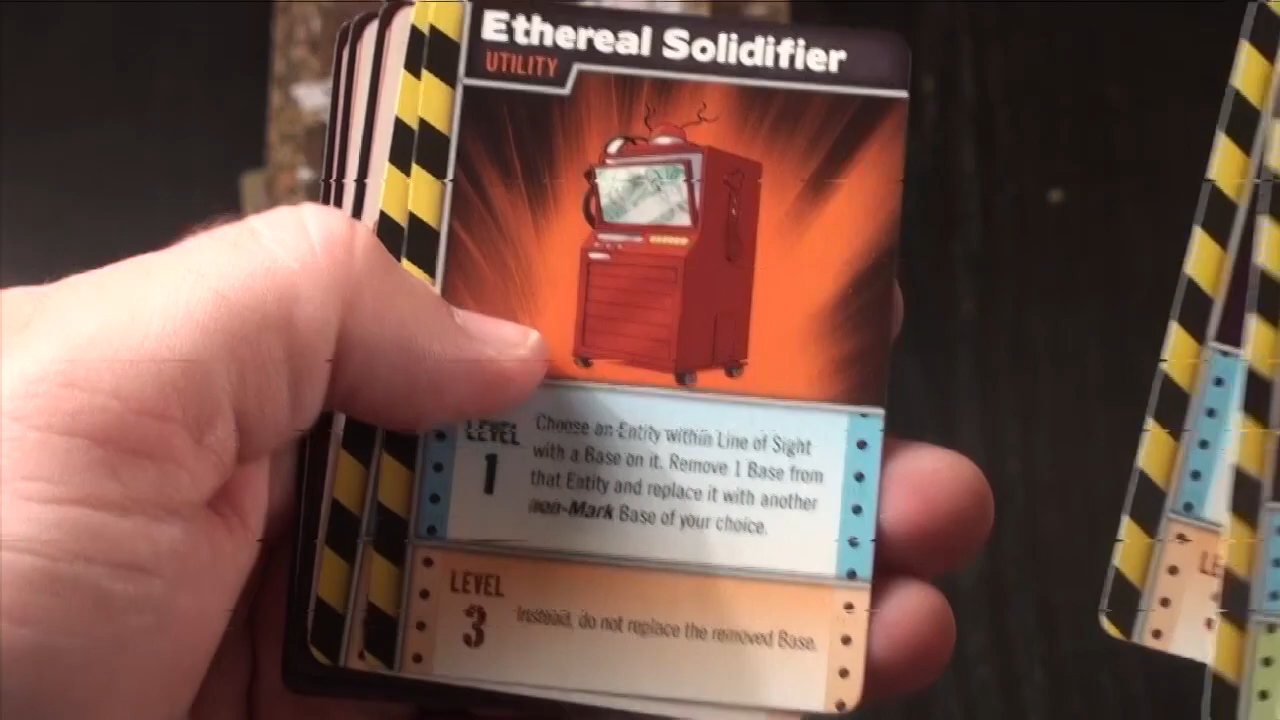 Ethereal Solidifier
UTILITY
LEVEL
1
Choose an Entity within Line of Sight
with a Base on it. Remove 1 Base from
that Entity and replace it with another
non-Mark Base of your choice.
LEVEL
3
Instead, do not replace the removed Base.
LE